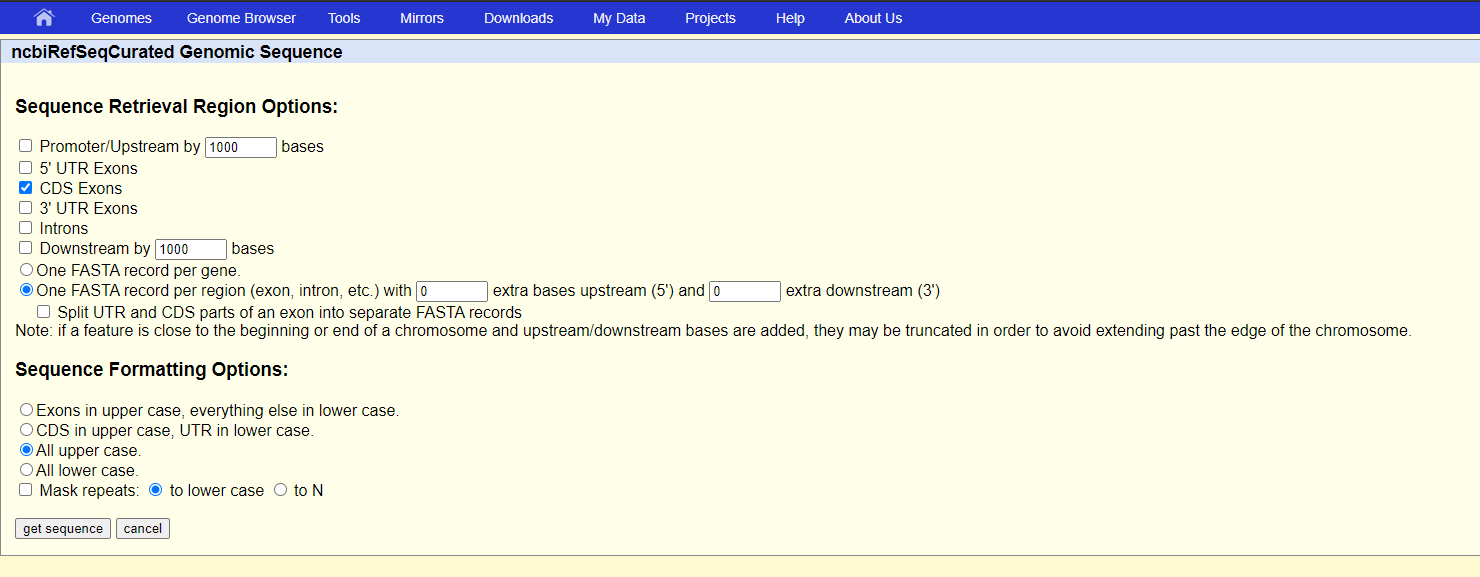 Genomes Genome Browser Tools Mirrors Downloads My Data Projects Help About Us
ncbiRefSeqCurated Genomic Sequence
Sequence Retrieval Region Options:
Promoter/Upstream by 1000 bases
5' UTR Exons
CDS Exons
3' UTR Exons
Introns
Downstream by 1000 bases
One FASTA record per gene.
One FASTA record per region (exon, intron, etc.) with 0 extra bases upstream (5') and 0 extra downstream (3')
Split UTR and CDS parts of an exon into separate FASTA records
Note: if a feature is close to the beginning or end of a chromosome and upstream/downstream bases are added, they may be truncated in order to avoid extending past the edge of the chromosome.
Sequence Formatting Options:
Exons in upper case, everything else in lower case.
CDS in upper case, UTR in lower case.
All upper case.
All lower case.
Mask repeats: to lower case to N
get sequence cancel